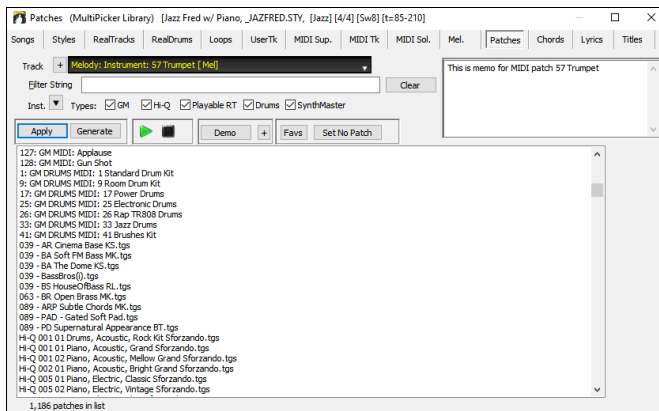 Patches (MultiPicker Library) [Jazz Fred w/ Piano, _JAZFRED.STY, [Jazz] [4/4] [Sw8] [t=85-210]
Songs Styles RealTracks RealDrums Loops UserTk MIDI Sup. MIDI Tk MIDI Sol. Mel. Patches Chords Lyrics Titles
Track + Melody: Instrument: 57 Trumpet [ Mel]
This is memo for MIDI patch 57 Trumpet
Filter String Clear
Inst. Types: GM Hi-Q Playable RT Drums SynthMaster
Apply Generate Demo + Favs Set No Patch
127: GM MIDI: Applause
128: GM MIDI: Gun Shot
1: GM DRUMS MIDI: 1 Standard Drum Kit
9: GM DRUMS MIDI: 9 Room Drum Kit
17: GM DRUMS MIDI: 17 Power Drums
25: GM DRUMS MIDI: 25 Electronic Drums
26: GM DRUMS MIDI: 26 Rap TR808 Drums
33: GM DRUMS MIDI: 33 Jazz Drums
41: GM DRUMS MIDI: 41 Brushes Kit
039 - AR Cinema Base KS.tgs
039 - BA Soft FM Bass MK.tgs
039 - BA The Dome KS.tgs
039 - BassBros(i).tgs
039 - BS HouseOfBass RL.tgs
063 - BR Open Brass MK.tgs
089 - ARP Subtle Chords MK.tgs
089 - PAD - Gated Soft Pad.tgs
089 - PD Supernatural Appearance BT.tgs
Hi-Q 001 01 Drums, Acoustic, Rock Kit Sforzando.tgs
Hi-Q 001 01 Piano, Acoustic, Grand Sforzando.tgs
Hi-Q 001 02 Piano, Acoustic, Mellow Grand Sforzando.tgs
Hi-Q 002 01 Piano, Acoustic, Bright Grand Sforzando.tgs
Hi-Q 005 01 Piano, Electric, Classic Sforzando.tgs
Hi-Q 005 02 Piano, Electric, Vintage Sforzando.tgs
1,186 patches in list